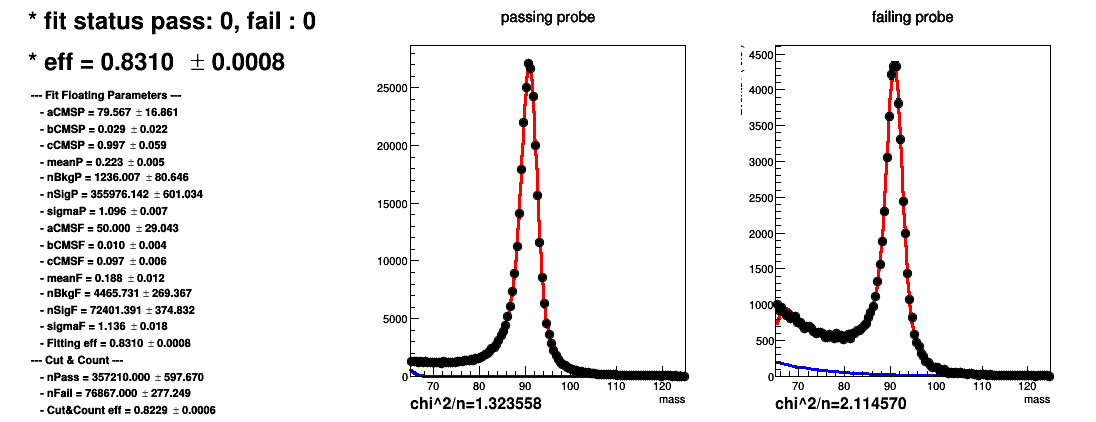 * fit status pass: 0, fail : 0
* eff = 0.8310 ± 0.0008
--- Fit Floating Parameters ---
- aCMSP = 79.567 ± 16.861
- bCMSP = 0.029 ± 0.022
- cCMSP = 0.997 ± 0.059
- meanP = 0.223 ± 0.005
- nBkgP = 1236.007 ± 80.646
- nSigP = 355976.142 ± 601.034
- sigmaP = 1.096 ± 0.007
- aCMSF = 50.000 ± 29.043
- bCMSF = 0.010 ± 0.004
- cCMSF = 0.097 ± 0.006
- meanF = 0.188 ± 0.012
- nBkgF = 4465.731 ± 269.367
- nSigF = 72401.391 ± 374.832
- sigmaF = 1.136 ± 0.018
- Fitting eff = 0.8310 ± 0.0008
--- Cut & Count ---
- nPass = 357210.000 ± 597.670
- nFail = 76867.000 ± 277.249
- Cut&Count eff = 0.8229 ± 0.0006
passing probe
25000
20000
15000
10000
5000
0
70 80 90 100 110 120
mass
chi^2/n=1.323558
failing probe
4500
4000
3500
3000
2500
2000
1500
1000
500
0
70 80 90 100 110 120
mass
chi^2/n=2.114570